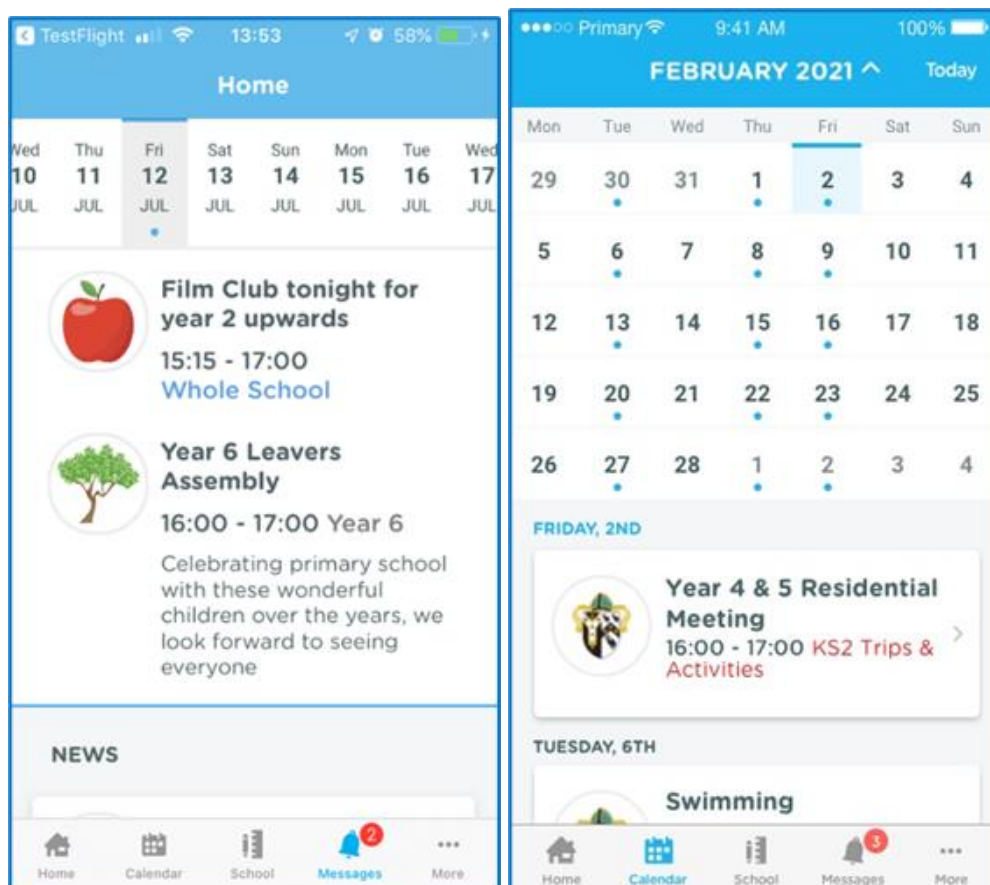 TestFlight 13:53 58%
Home
Wed Thu Fri Sat Sun Mon Tue Wed
10 11 12 13 14 15 16 17
JUL JUL JUL JUL JUL JUL JUL JUL
Film Club tonight for
year 2 upwards
15:15 - 17:00
Whole School
Year 6 Leavers
Assembly
16:00 - 17:00 Year 6
Celebrating primary school
with these wonderful
children over the years, we
look forward to seeing
everyone
NEWS
2
Home Calendar School Messages More
Primary 9:41 AM 100%
FEBRUARY 2021 Today
Mon Tue Wed Thu Fri Sat Sun
29 30 31 1 2 3 4
5 6 7 8 9 10 11
12 13 14 15 16 17 18
19 20 21 22 23 24 25
26 27 28 1 2 3 4
FRIDAY, 2ND
Year 4 & 5 Residential
Meeting
16:00 - 17:00 KS2 Trips &
Activities
TUESDAY, 6TH
Swimming
3
Home Calendar School Messages More